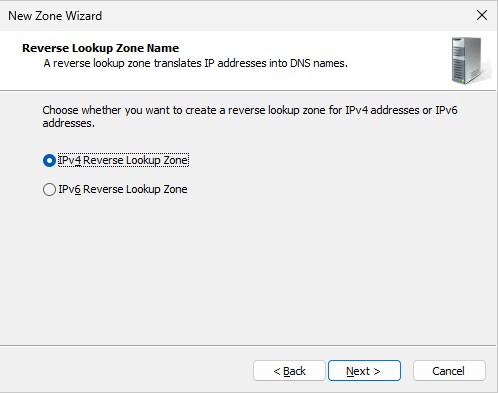 New Zone Wizard
Reverse Lookup Zone Name
A reverse lookup zone translates IP addresses into DNS names.
Choose whether you want to create a reverse lookup zone for IPv4 addresses or IPv6
addresses.
IPv4 Reverse Lookup Zone
IPv6 Reverse Lookup Zone
< Back
Next >
Cancel